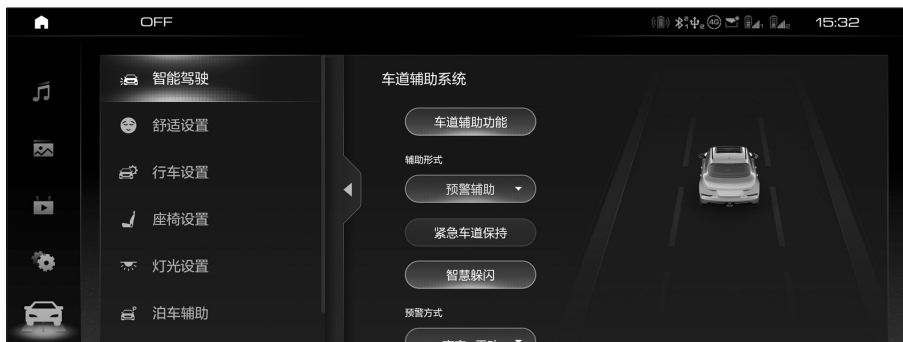 OFF
4G
15:32
智能驾驶
舒适设置
行车设置
座椅设置
灯光设置
泊车辅助
车道辅助系统
车道辅助功能
辅助形式
预警辅助
紧急车道保持
智慧躲闪
预警方式